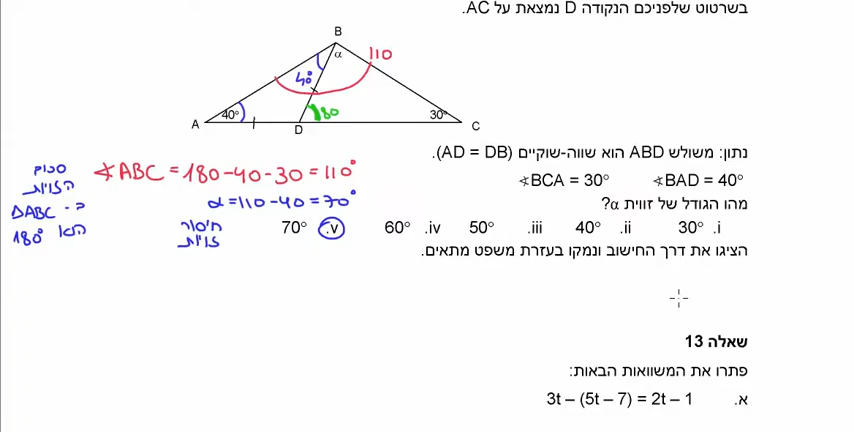 בשרטוט שלפניכם הנקודה D נמצאת על AC.
B
α
110
40°
40°
80
30°
A
D
C
נתון: משולש ABD הוא שווה-שוקיים (AD = DB).
∢BAD = 40° ∢BCA = 30°
מהו הגודל של זווית α?
i. 30° ii. 40° iii. 50° iv. 60° v. 70°
הציגו את דרך החישוב ונמקו בעזרת משפט מתאים.
∢ABC = 180-40-30 = 110°
α = 110-40 = 70°
חיסור
זוויות
סכום
הזוויות
ב- ΔABC
הוא 180°
שאלה 13
פתרו את המשוואות הבאות:
א. 3t – (5t – 7) = 2t – 1